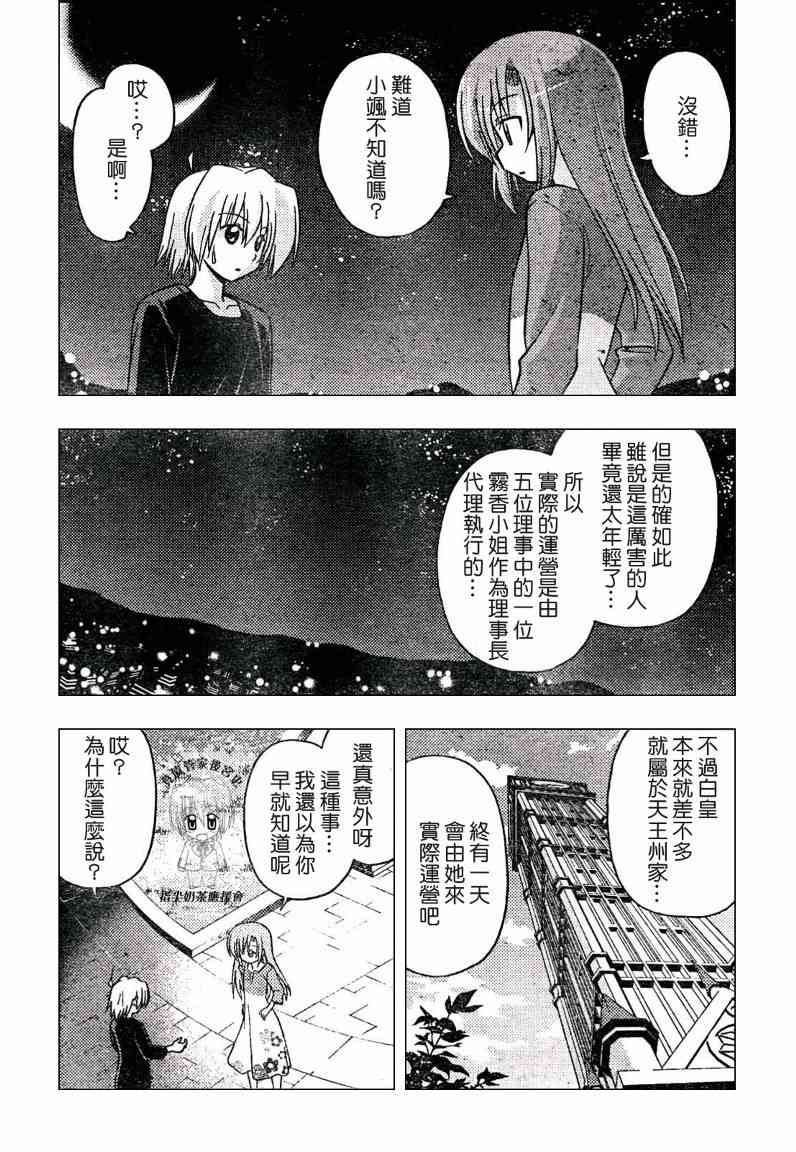 沒錯…
難道
小颯不知道嗎？
哎…？
是啊…
但是的確如此
雖說是這厲害的人
畢竟還太年輕了…
所以
實際的運營是由
五位理事中的一位
霧香小姐作為理事長
代理執行的…
不過白皇
本來就差不多
就屬於天王州家…
終有一天
會由她來
實際運營吧
還真意外呀
這種事…
我還以為你
早就知道呢
哎？
為什麼這麼說？